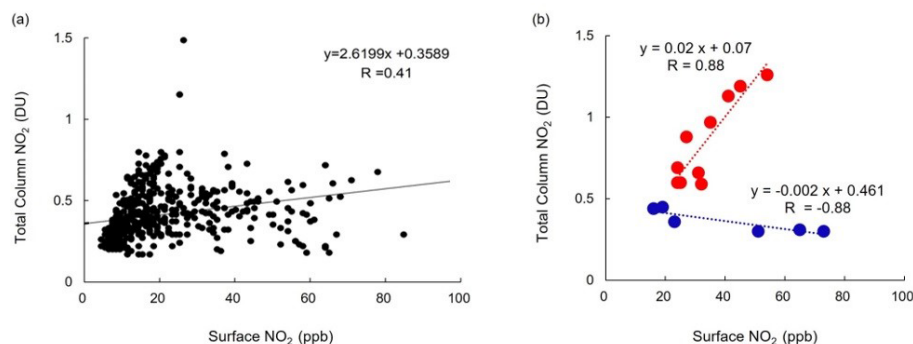 (a)
y=2.6199x +0.3589
R =0.41
Total Column NO₂ (DU)
1.5
1
0.5
0
0 20 40 60 80 100
Surface NO₂ (ppb)
(b)
y = 0.02 x + 0.07
R = 0.88
y = -0.002 x + 0.461
R = -0.88
Total Column NO₂ (DU)
1.5
1
0.5
0
0 20 40 60 80 100
Surface NO₂ (ppb)